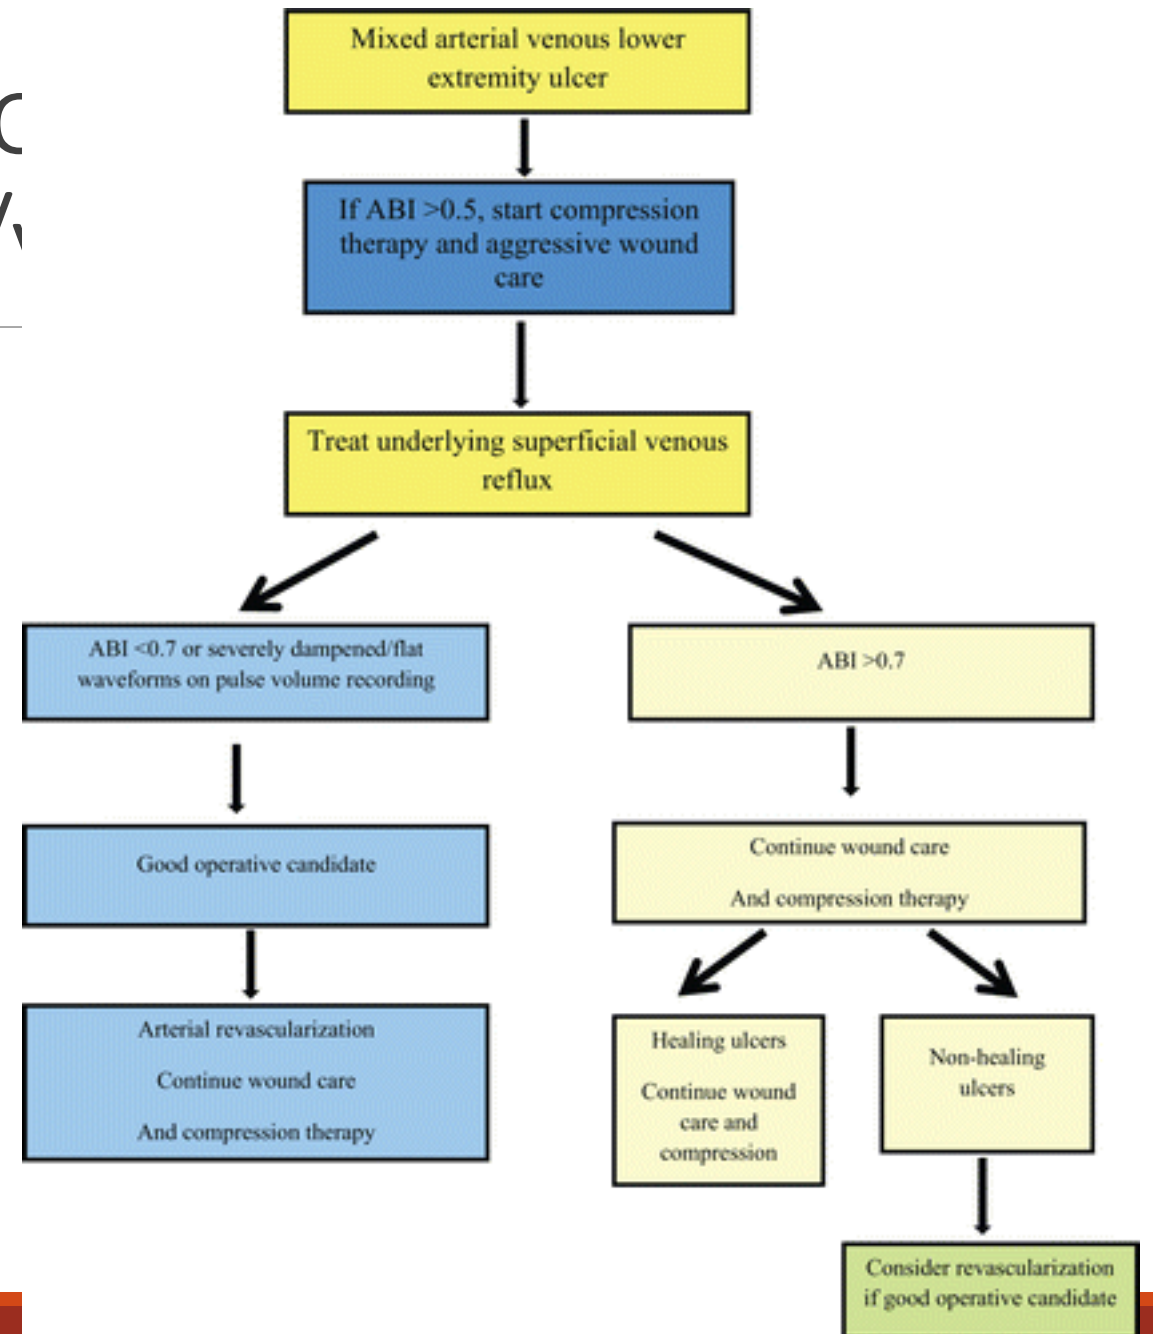 Mixed arterial venous lower
extremity ulcer
If ABI >0.5, start compression
therapy and aggressive wound
care
Treat underlying superficial venous
reflux
ABI <0.7 or severely dampened/flat
waveforms on pulse volume recording
ABI >0.7
Good operative candidate
Continue wound care
And compression therapy
Arterial revascularization
Continue wound care
And compression therapy
Healing ulcers
Continue wound
care and
compression
Non-healing
ulcers
Consider revascularization
if good operative candidate